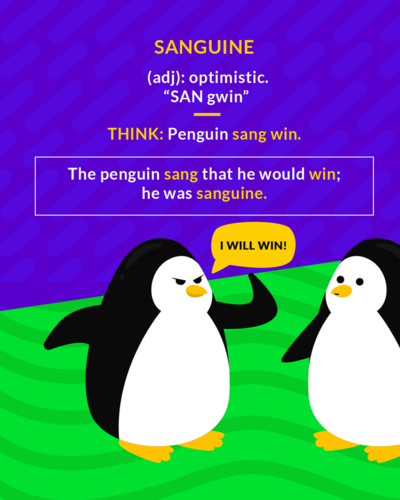 SANGUINE
(adj): optimistic.
“SAN gwin”
THINK: Penguin sang win.
The penguin sang that he would win;
he was sanguine.
I WILL WIN!